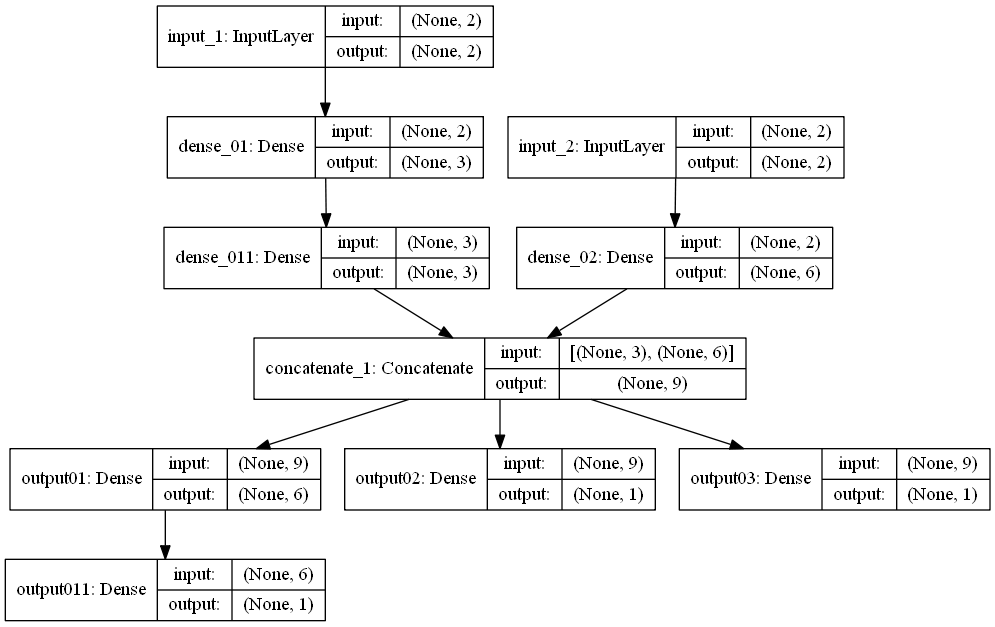 input_1: InputLayer
input: (None, 2)
output: (None, 2)
dense_01: Dense
input: (None, 2)
output: (None, 3)
input_2: InputLayer
input: (None, 2)
output: (None, 2)
dense_011: Dense
input: (None, 3)
output: (None, 3)
dense_02: Dense
input: (None, 2)
output: (None, 6)
concatenate_1: Concatenate
input: [(None, 3), (None, 6)]
output: (None, 9)
output01: Dense
input: (None, 9)
output: (None, 6)
output02: Dense
input: (None, 9)
output: (None, 1)
output03: Dense
input: (None, 9)
output: (None, 1)
output011: Dense
input: (None, 6)
output: (None, 1)